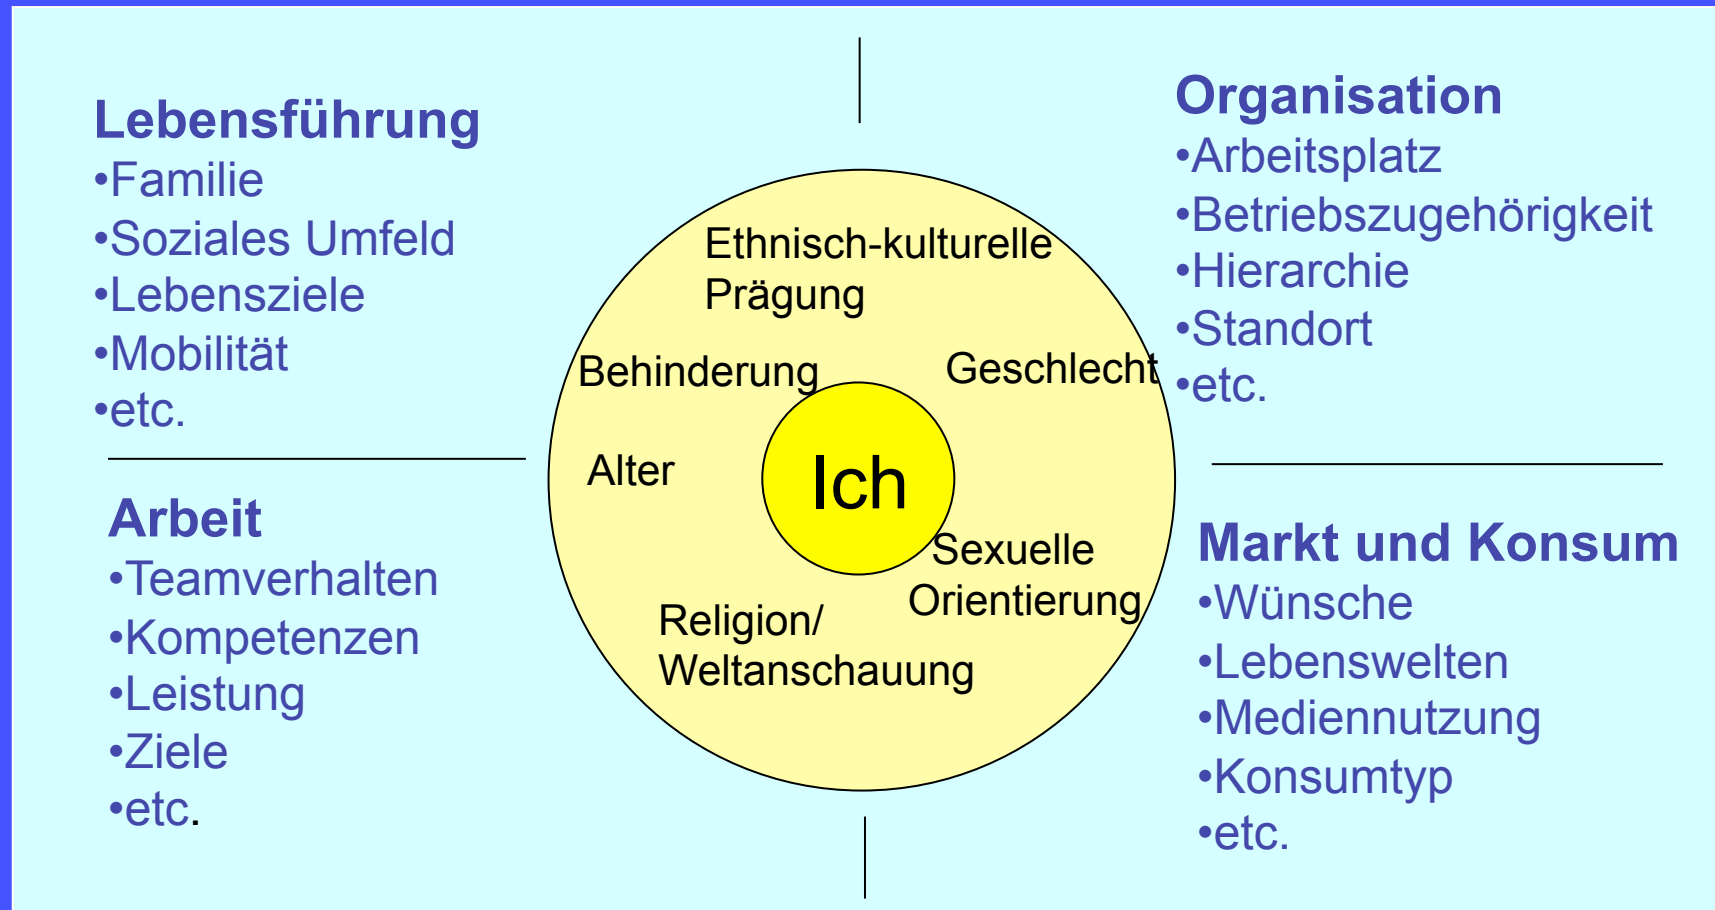 Lebensführung
•Familie
•Soziales Umfeld
•Lebensziele
•Mobilität
•etc.
Organisation
•Arbeitsplatz
•Betriebszugehörigkeit
•Hierarchie
•Standort
•etc.
Ethnisch-kulturelle
Prägung
Behinderung
Geschlecht
Alter
Ich
Sexuelle
Orientierung
Religion/
Weltanschauung
Arbeit
•Teamverhalten
•Kompetenzen
•Leistung
•Ziele
•etc.
Markt und Konsum
•Wünsche
•Lebenswelten
•Mediennutzung
•Konsumtyp
•etc.